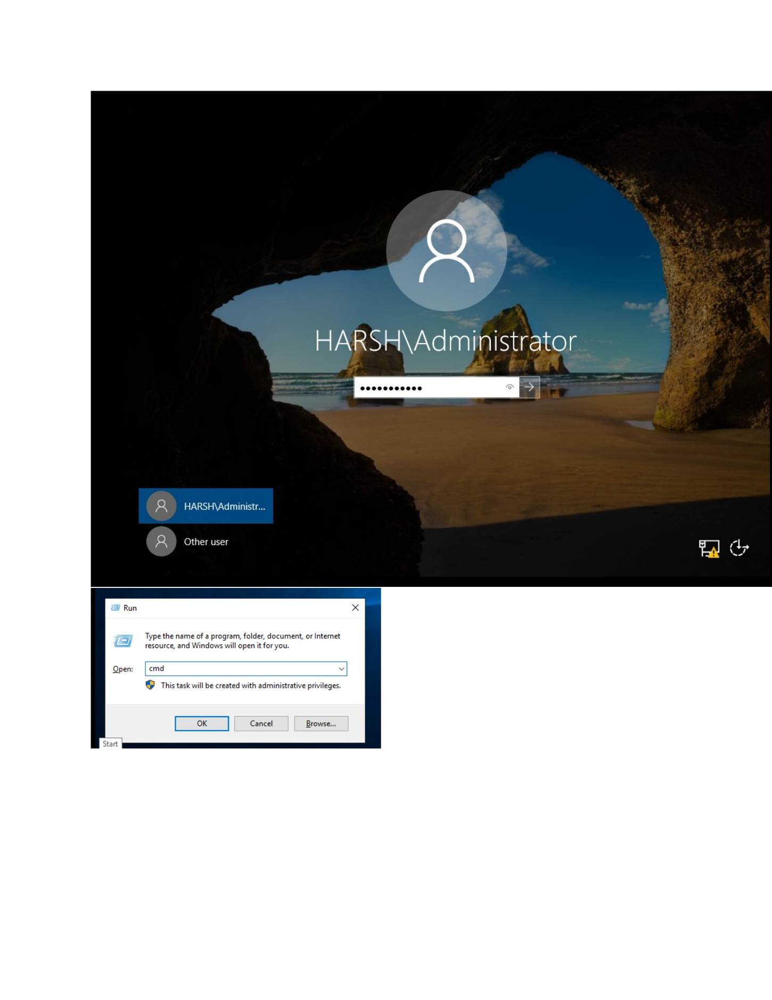 HARSH\Administrator
●●●●●●●●●●●
HARSH\Administr...
Other user
Run
Type the name of a program, folder, document, or Internet
resource, and Windows will open it for you.
Open: cmd
This task will be created with administrative privileges.
OK Cancel Browse...
Start